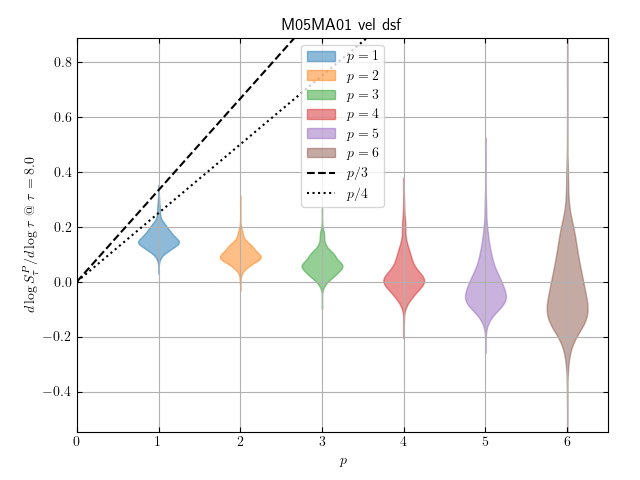 M05MA01 vel dsf
d log S_τ^P / d log τ @ τ = 8.0
0.8
0.6
0.4
0.2
0.0
−0.2
−0.4
p = 1
p = 2
p = 3
p = 4
p = 5
p = 6
p/3
p/4
0 1 2 3 4 5 6
p